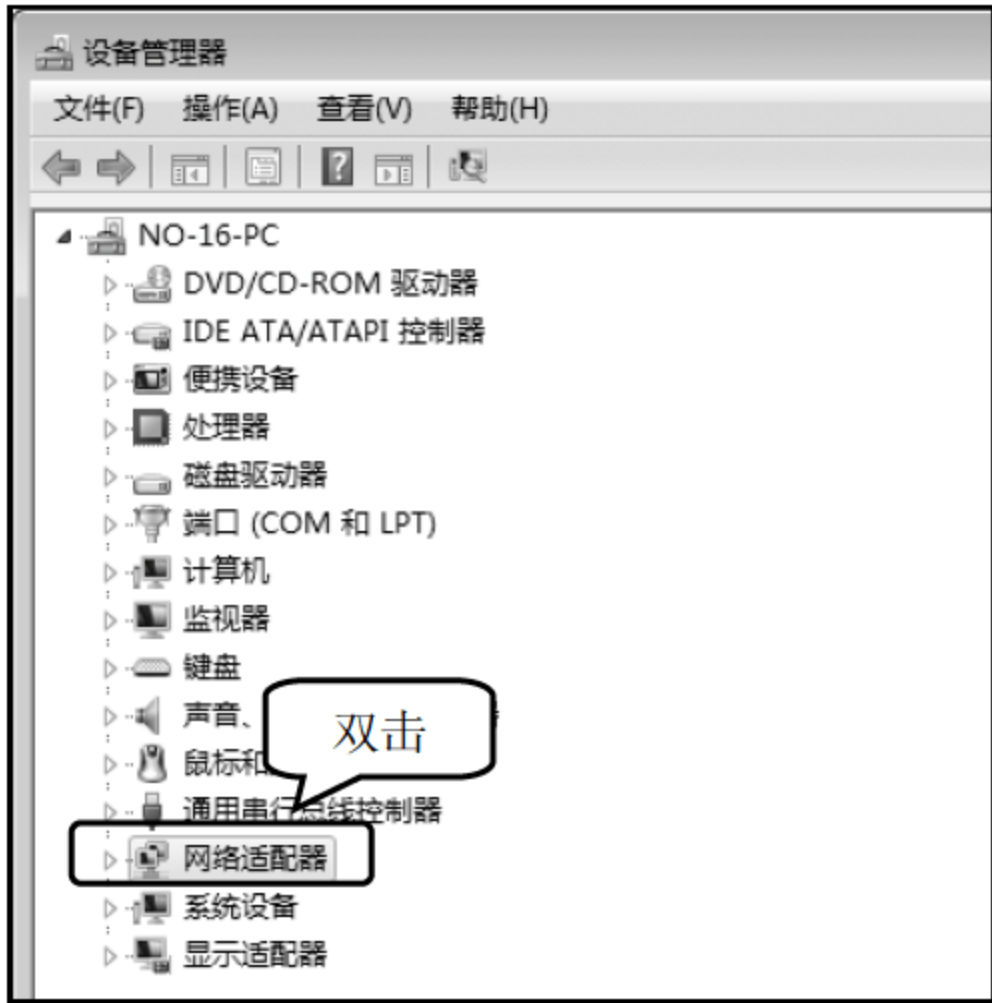 设备管理器
文件(F) 操作(A) 查看(V) 帮助(H)
NO-16-PC
DVD/CD-ROM 驱动器
IDE ATA/ATAPI 控制器
便携设备
处理器
磁盘驱动器
端口 (COM 和 LPT)
计算机
监视器
键盘
声音、
双击
鼠标和
通用串行总线控制器
网络适配器
系统设备
显示适配器